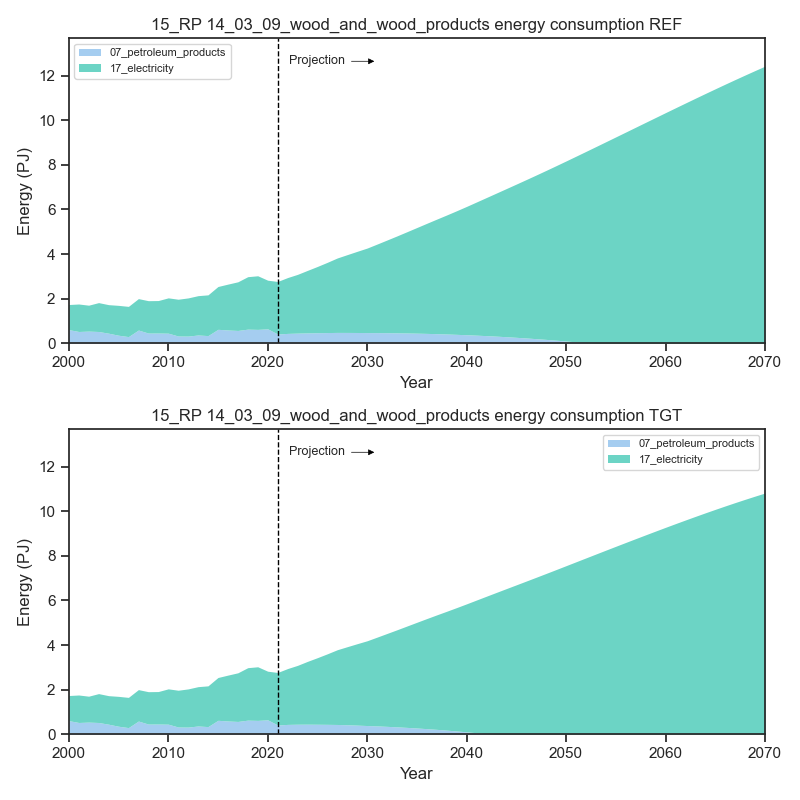 15_RP 14_03_09_wood_and_wood_products energy consumption REF
07_petroleum_products
17_electricity
Projection
12
10
8
6
4
2
0
Energy (PJ)
2000 2010 2020 2030 2040 2050 2060 2070
Year
15_RP 14_03_09_wood_and_wood_products energy consumption TGT
Projection
07_petroleum_products
17_electricity
12
10
8
6
4
2
0
Energy (PJ)
2000 2010 2020 2030 2040 2050 2060 2070
Year